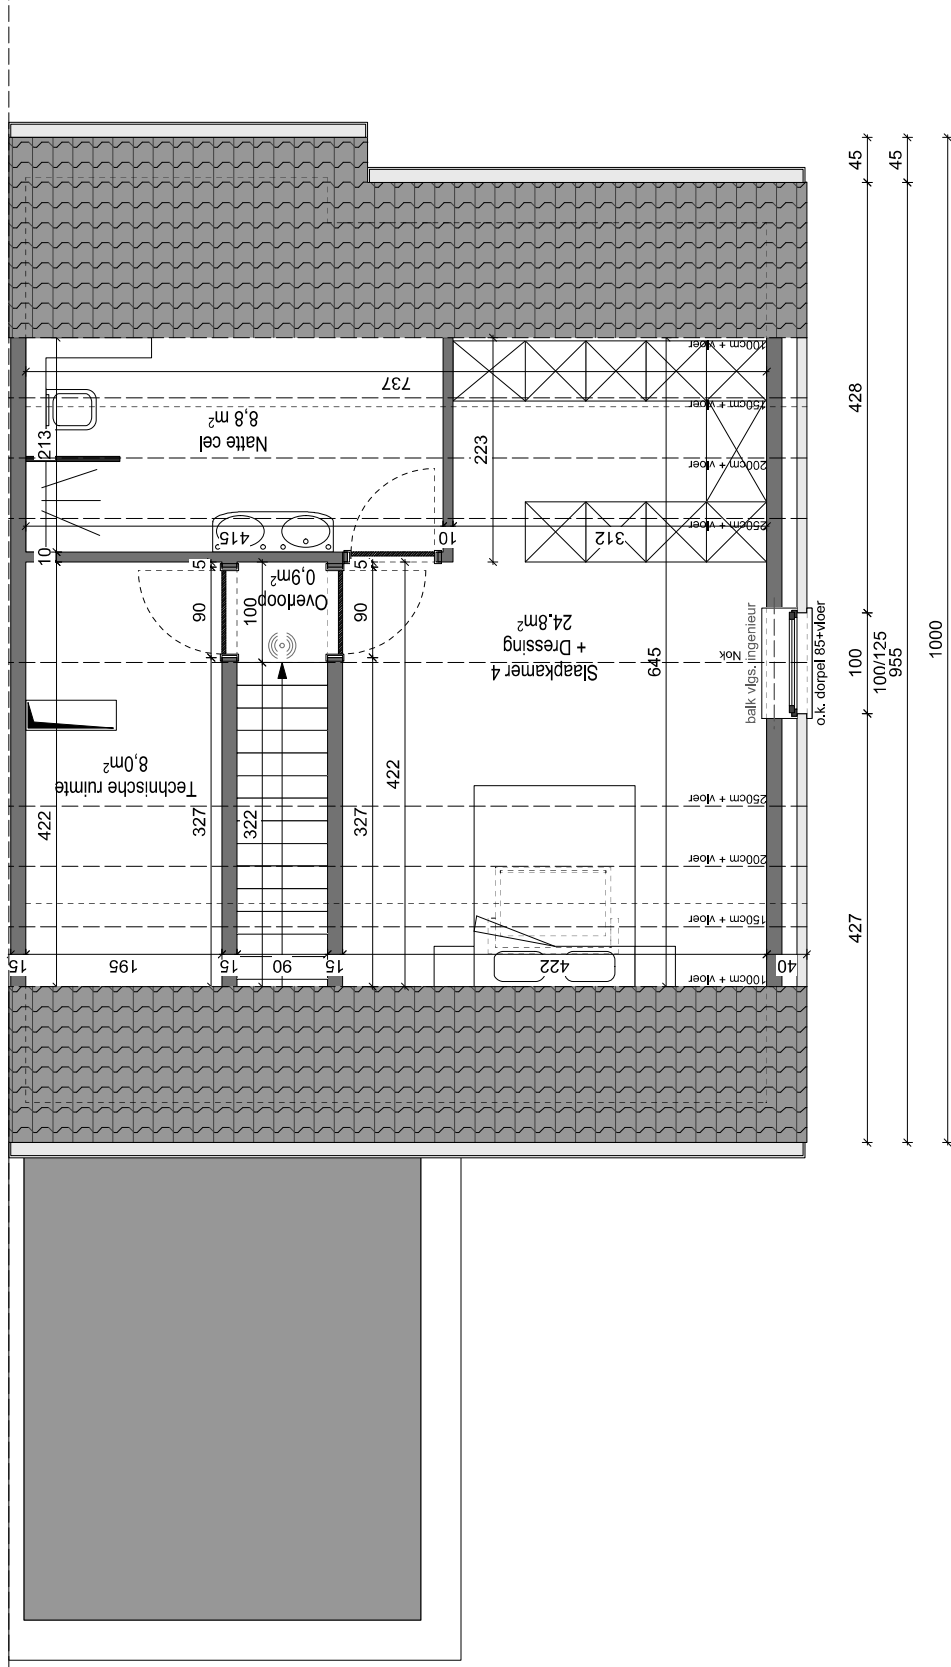 737
Natte cel
8,8 m²
213
415
10
10
5
5
223
312
100cm + vloer
150cm + vloer
200cm + vloer
250cm + vloer
90
100
Overloop
0,9m²
90
Slaapkamer 4
+ Dressing
24.8m²
645
Nok
balk vlgs. ingenieur
o.k. dorpel 85+vloer
Technische ruimte
8,0m²
422
327
322
327
422
250cm + vloer
200cm + vloer
150cm + vloer
100cm + vloer
15
195
15
90
15
422
40
45
428
100
100/125
427
45
955
1000